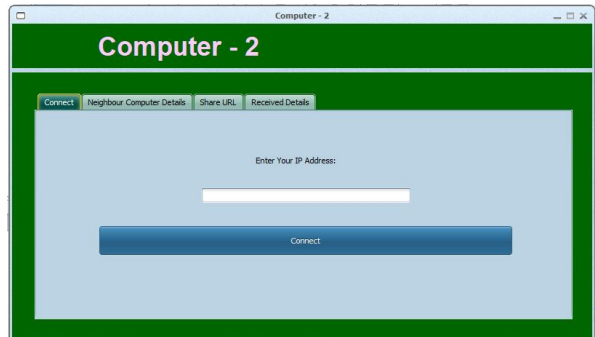 Computer - 2
Computer - 2
Connect Neighbour Computer Details Share URL Received Details
Enter Your IP Address:
Connect